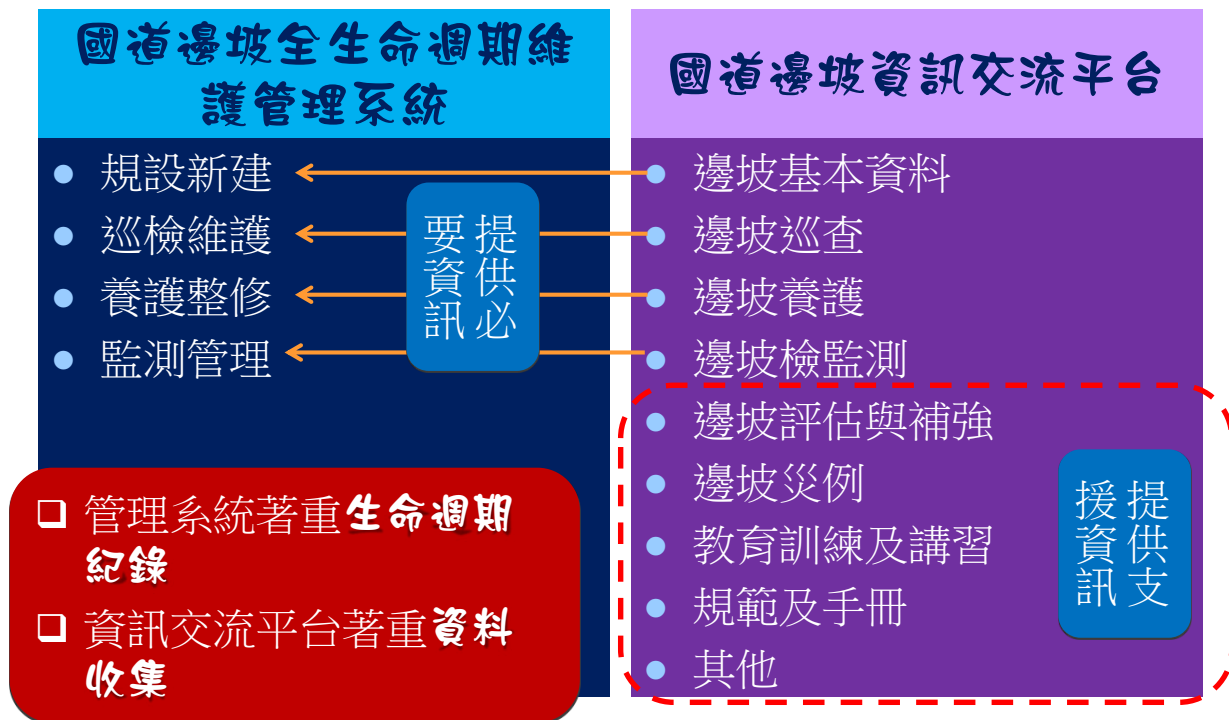 國道邊坡全生命週期維
護管理系統
規設新建
巡檢維護
養護整修
監測管理
提供必
要資訊
管理系統著重生命週期
紀錄
資訊交流平台著重資料
收集
國道邊坡資訊交流平台
邊坡基本資料
邊坡巡查
邊坡養護
邊坡檢監測
邊坡評估與補強
邊坡災例
教育訓練及講習
規範及手冊
其他
提供支
援資訊